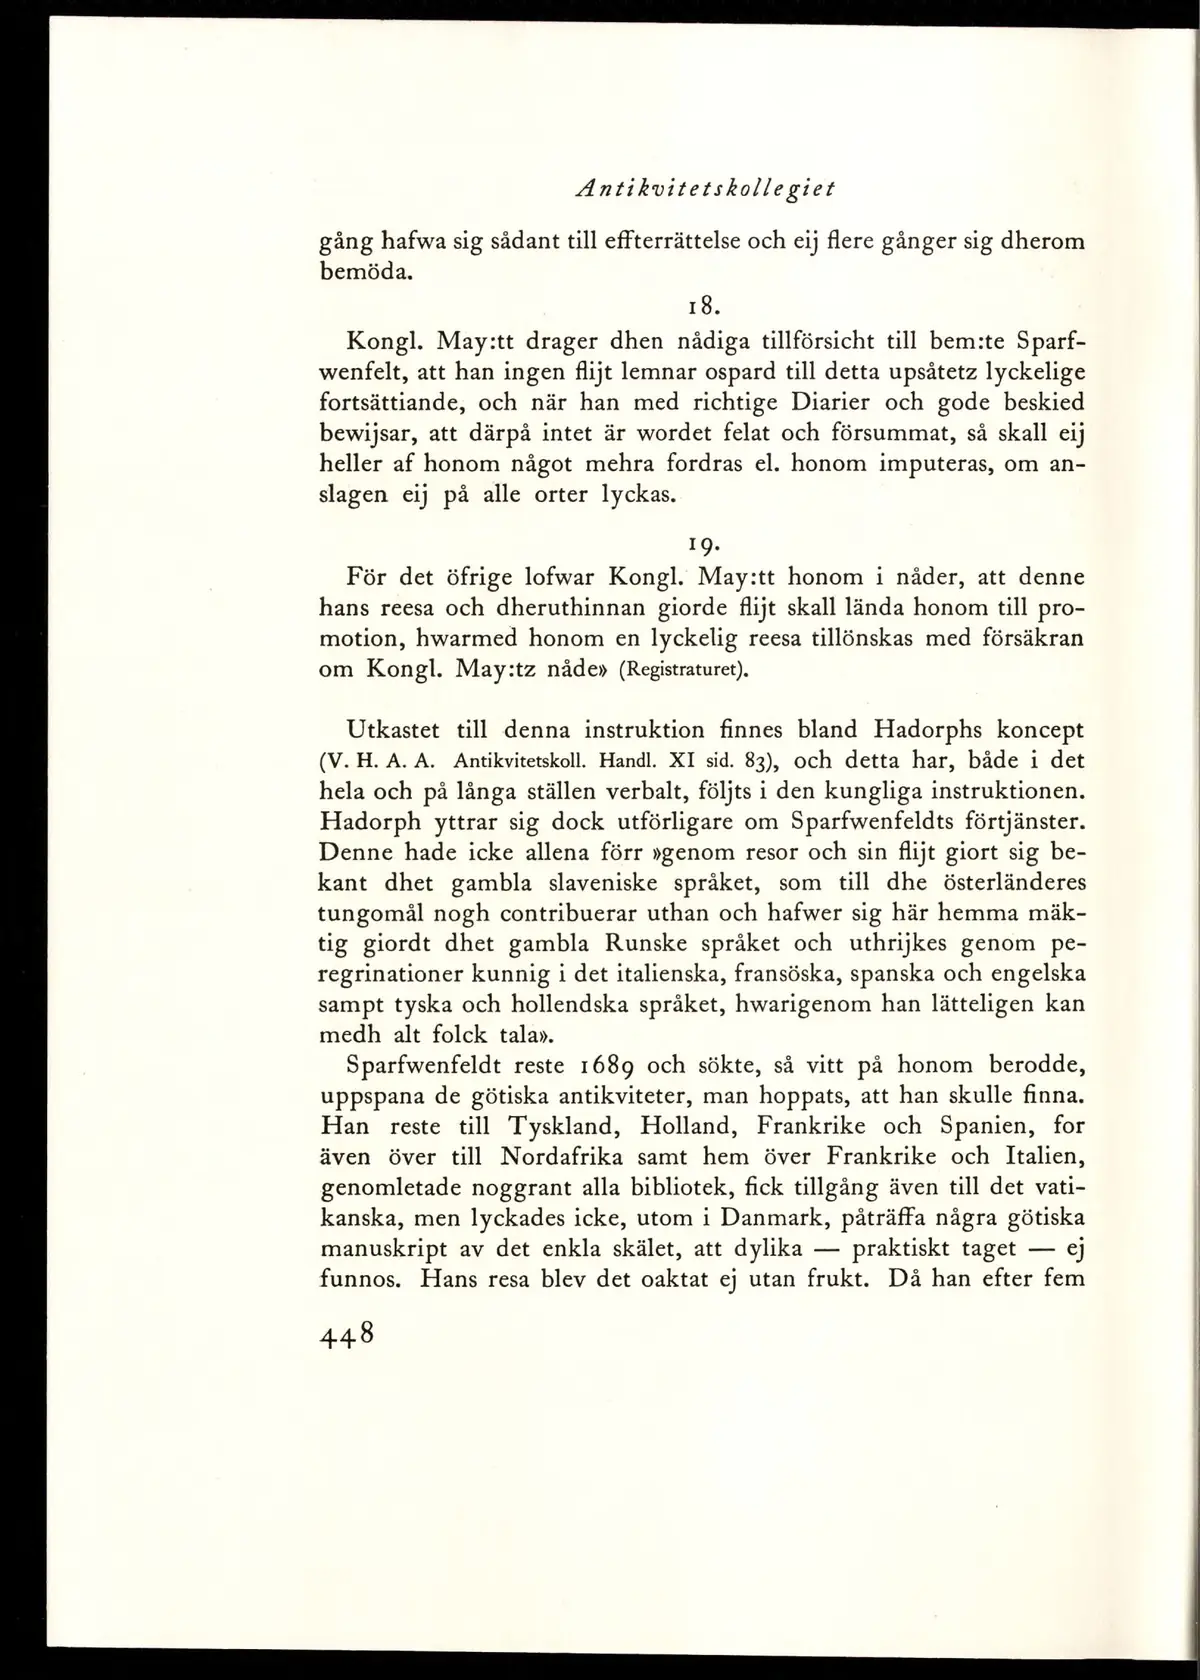 Antikvitetskollegiet
gång hafwa sig sådant till effterrättelse och eij flere gånger sig dherom
bemöda.
18.
Kongl. May:tt drager dhen nådiga tillförsicht till bem:te Sparf-
wenfelt, att han ingen flijt lemnar ospard till detta upsåtetz lyckelige
fortsättiande, och när han med richtige Diarier och gode beskied
bewijsar, att därpå intet är wordet felat och försummat, så skall eij
heller af honom något mehra fordras el. honom imputeras, om an-
slagen eij på alle orter lyckas.
19.
För det öfrige lofwar Kongl. May:tt honom i nåder, att denne
hans reesa och dheruthinnan giorde flijt skall lända honom till pro-
motion, hwarmed honom en lyckelig reesa tillönskas med försäkran
om Kongl. May:tz nåde» (Registraturet).
Utkastet till denna instruktion finnes bland Hadorphs koncept
(V. H. A. A. Antikvitetskoll. Handl. XI sid. 83), och detta har, både i det
hela och på långa ställen verbalt, följts i den kungliga instruktionen.
Hadorph yttrar sig dock utförligare om Sparfwenfeldts förtjänster.
Denne hade icke allena förr »genom resor och sin flijt giort sig be-
kant dhet gambla slaveniske språket, som till dhe österländeres
tungomål nogh contribuerar uthan och hafwer sig här hemma mäk-
tig giordt dhet gambla Runske språket och uthrijkes genom pe-
regrinationer kunnig i det italienska, fransöska, spanska och engelska
sampt tyska och hollendska språket, hwarigenom han lätteligen kan
medh alt folck tala».
Sparfwenfeldt reste 1689 och sökte, så vitt på honom berodde,
uppspana de götiska antikviteter, man hoppats, att han skulle finna.
Han reste till Tyskland, Holland, Frankrike och Spanien, for
även över till Nordafrika samt hem över Frankrike och Italien,
genomletade noggrant alla bibliotek, fick tillgång även till det vati-
kanska, men lyckades icke, utom i Danmark, påträffa några götiska
manuskript av det enkla skälet, att dylika — praktiskt taget — ej
funnos. Hans resa blev det oaktat ej utan frukt. Då han efter fem
448